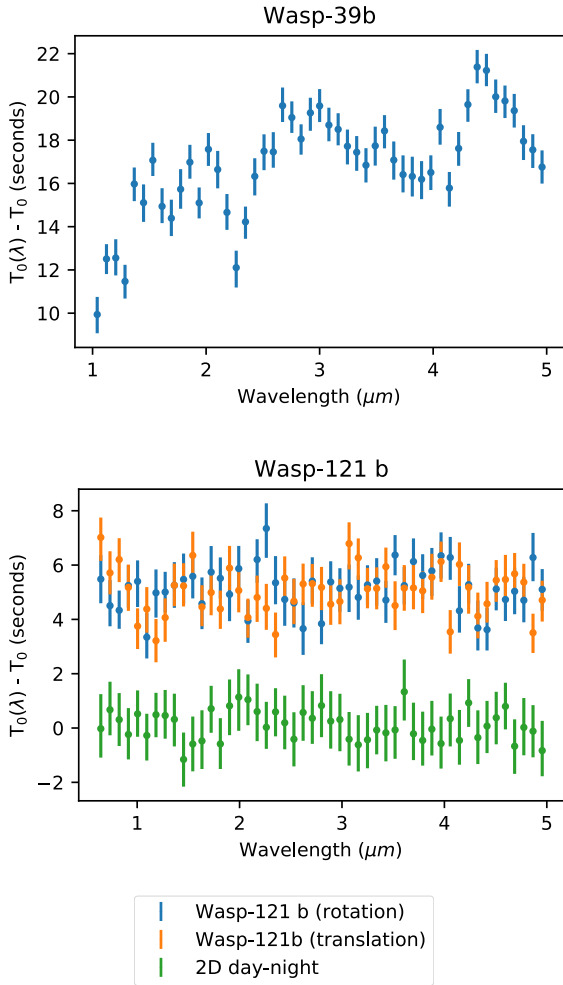 Wasp-39b
22
20
18
16
14
12
10
T₀(λ) - T₀ (seconds)
1 2 3 4 5
Wavelength (μm)
Wasp-121 b
8
6
4
2
0
−2
T₀(λ) - T₀ (seconds)
1 2 3 4 5
Wavelength (μm)
Wasp-121 b (rotation)
Wasp-121b (translation)
2D day-night